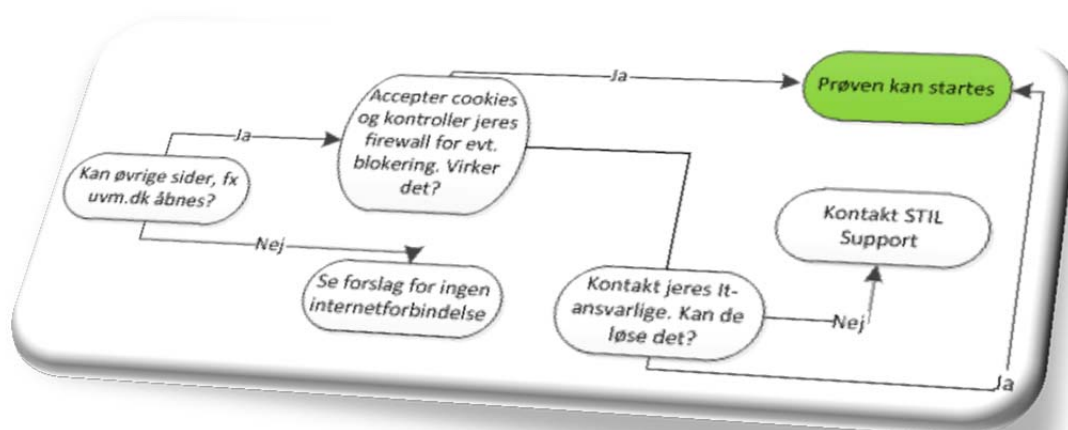 Kan øvrige sider, fx
uvm.dk åbnes?
Ja
Nej
Accepter cookies
og kontroller jeres
firewall for evt.
blokering. Virker
det?
Se forslag for ingen
internetforbindelse
Ja
Prøven kan startes
Kontakt jeres It-
ansvarlige. Kan de
løse det?
Nej
Kontakt STIL
Support
Ja